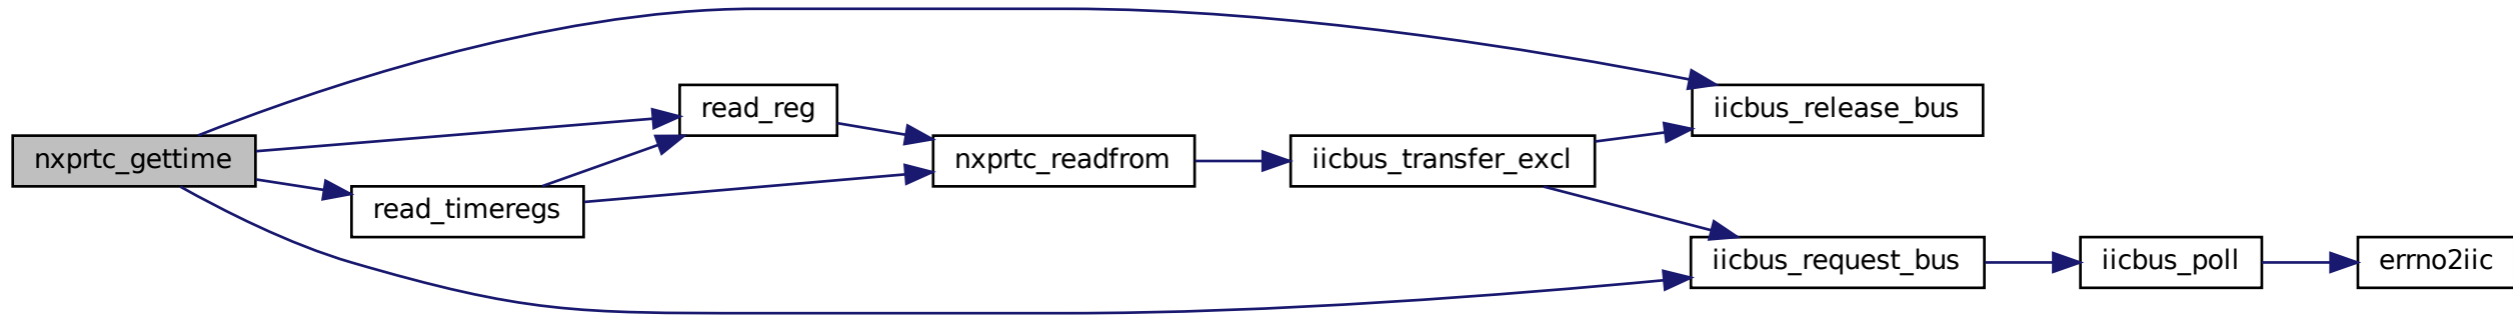 nxprtc_gettime
read_reg
read_timeregs
nxprtc_readfrom
iicbus_transfer_excl
iicbus_release_bus
iicbus_request_bus
iicbus_poll
errno2iic